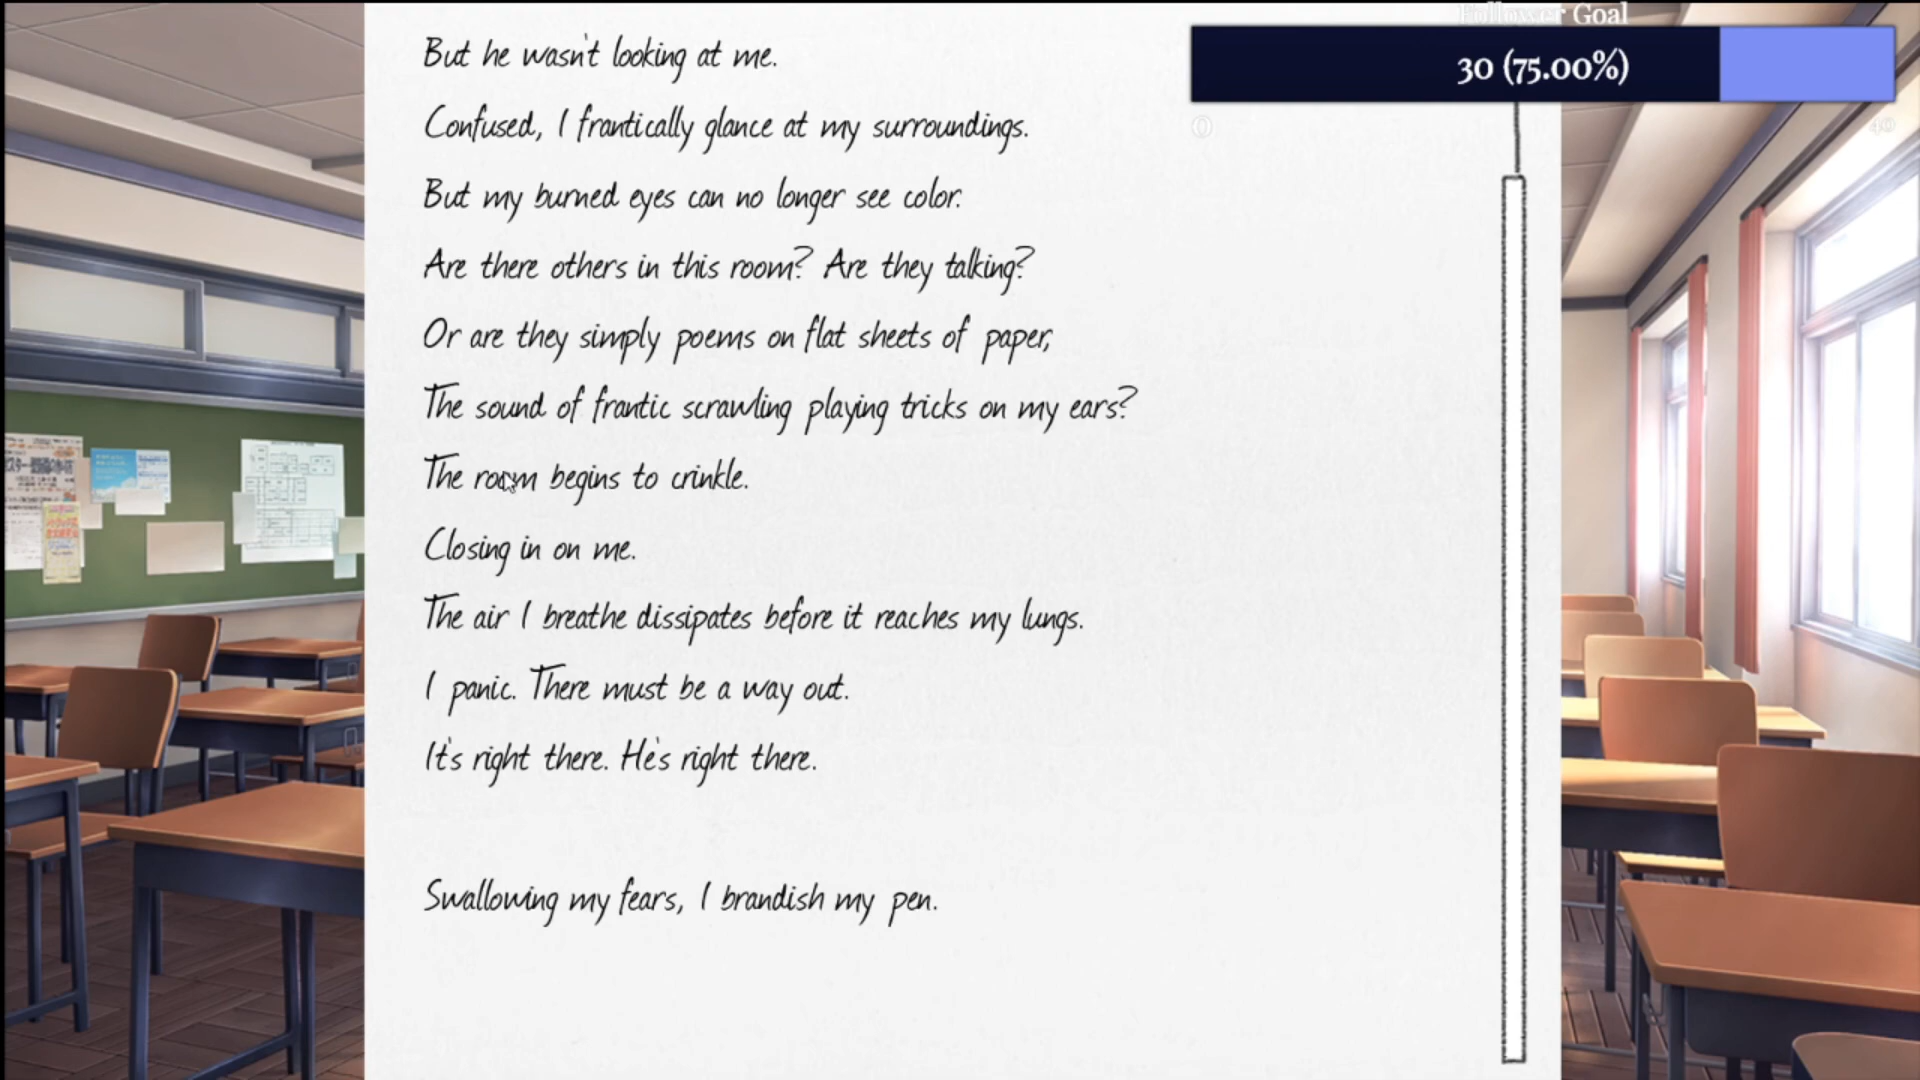 Follower Goal
30 (75.00%)
0
40
But he wasn't looking at me.
Confused, I frantically glance at my surroundings.
But my burned eyes can no longer see color.
Are there others in this room? Are they talking?
Or are they simply poems on flat sheets of paper,
The sound of frantic scrawling playing tricks on my ears?
The room begins to crinkle.
Closing in on me.
The air I breathe dissipates before it reaches my lungs.
I panic. There must be a way out.
It's right there. He's right there.
Swallowing my fears, I brandish my pen.